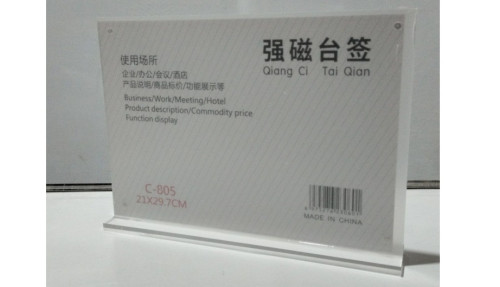 强磁台签
Qiang Ci Tai Qian
使用场所
企业/办公/会议/酒店
产品说明/商品标价/功能展示等
Business/Work/Meeting/Hotel
Product description/Commodity price
Function display
C-805
21X29.7CM
MADE IN CHINA